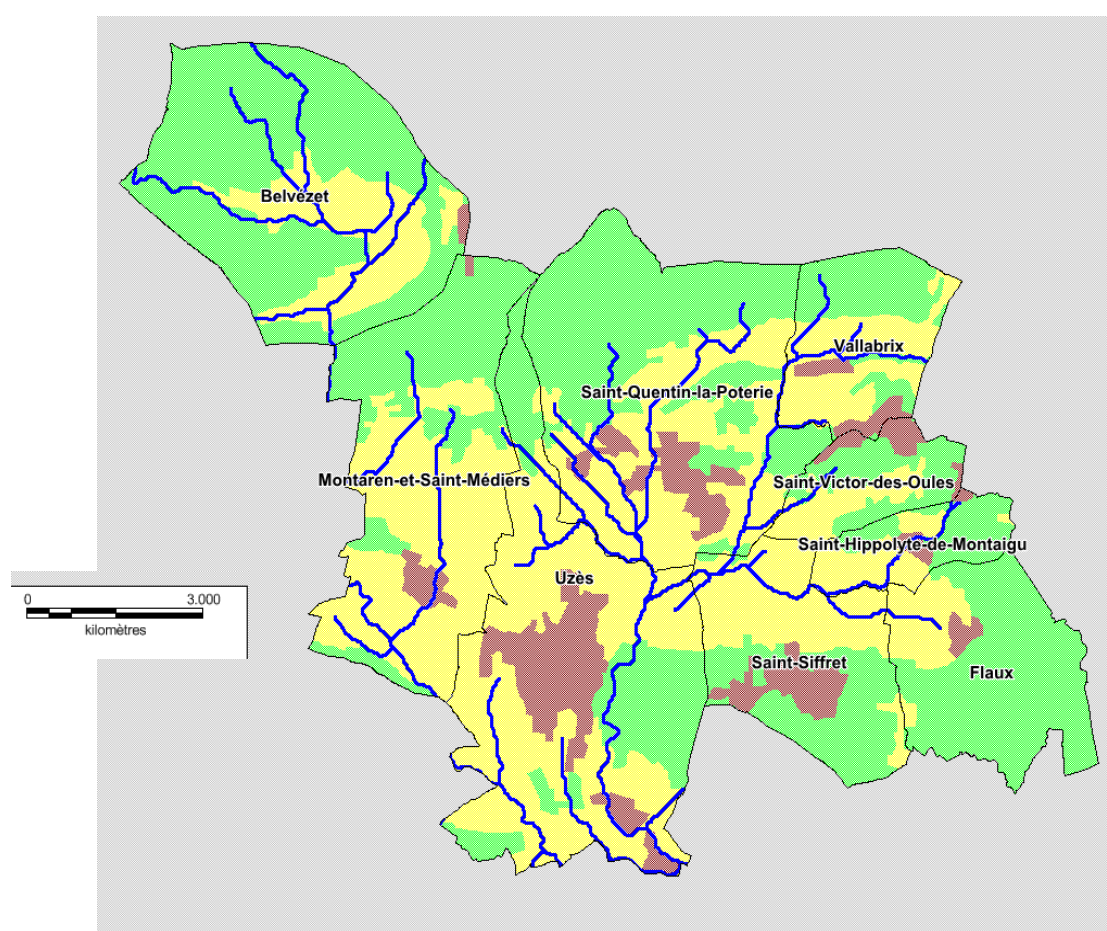 Belvézet
Vallabrix
Saint-Quentin-la-Poterie
Montaren-et-Saint-Médiers
Saint-Victor-des-Oules
Saint-Hippolyte-de-Montaigu
Uzès
0 3.000
kilomètres
Saint-Siffret
Flaux